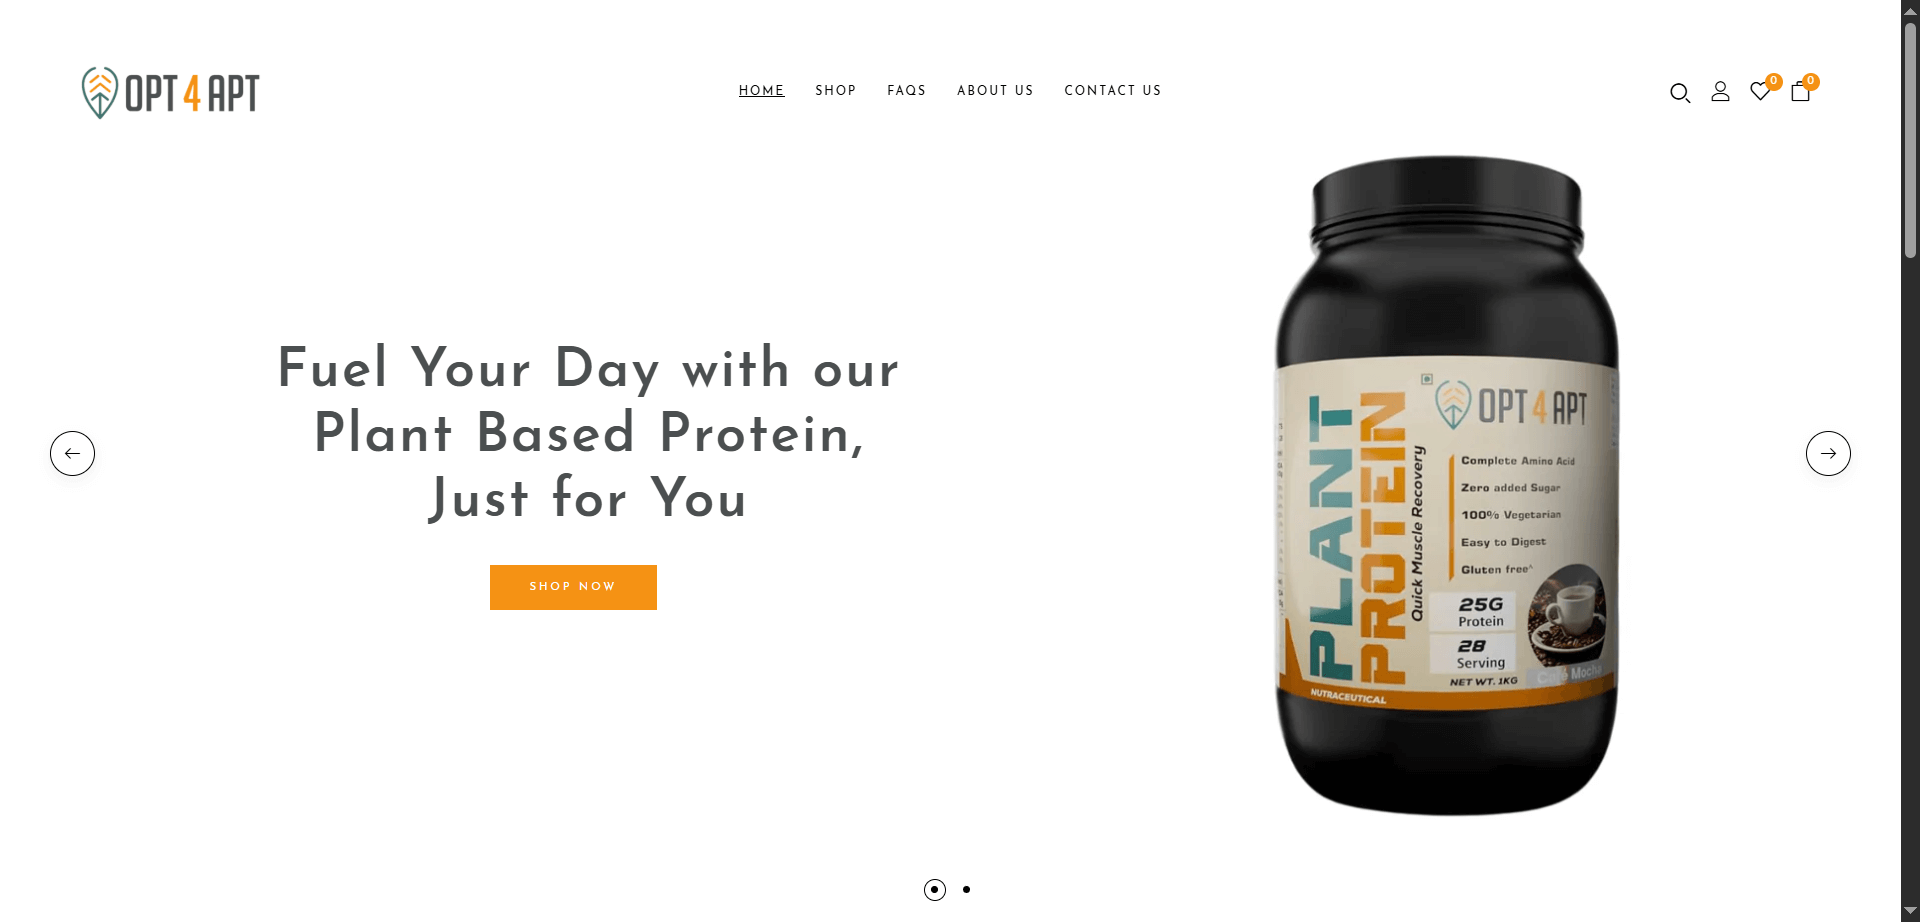 OPT 4 APT
HOME SHOP FAQS ABOUT US CONTACT US
0 0
Fuel Your Day with our
Plant Based Protein,
Just for You
SHOP NOW
PLANT
PROTEIN
Quick Muscle Recovery
OPT 4 APT
Complete Amino Acid
Zero added Sugar
100% Vegetarian
Easy to Digest
Gluten free^
25G
Protein
28
Serving
NET WT. 1KG
Café Mocha
NUTRACEUTICAL